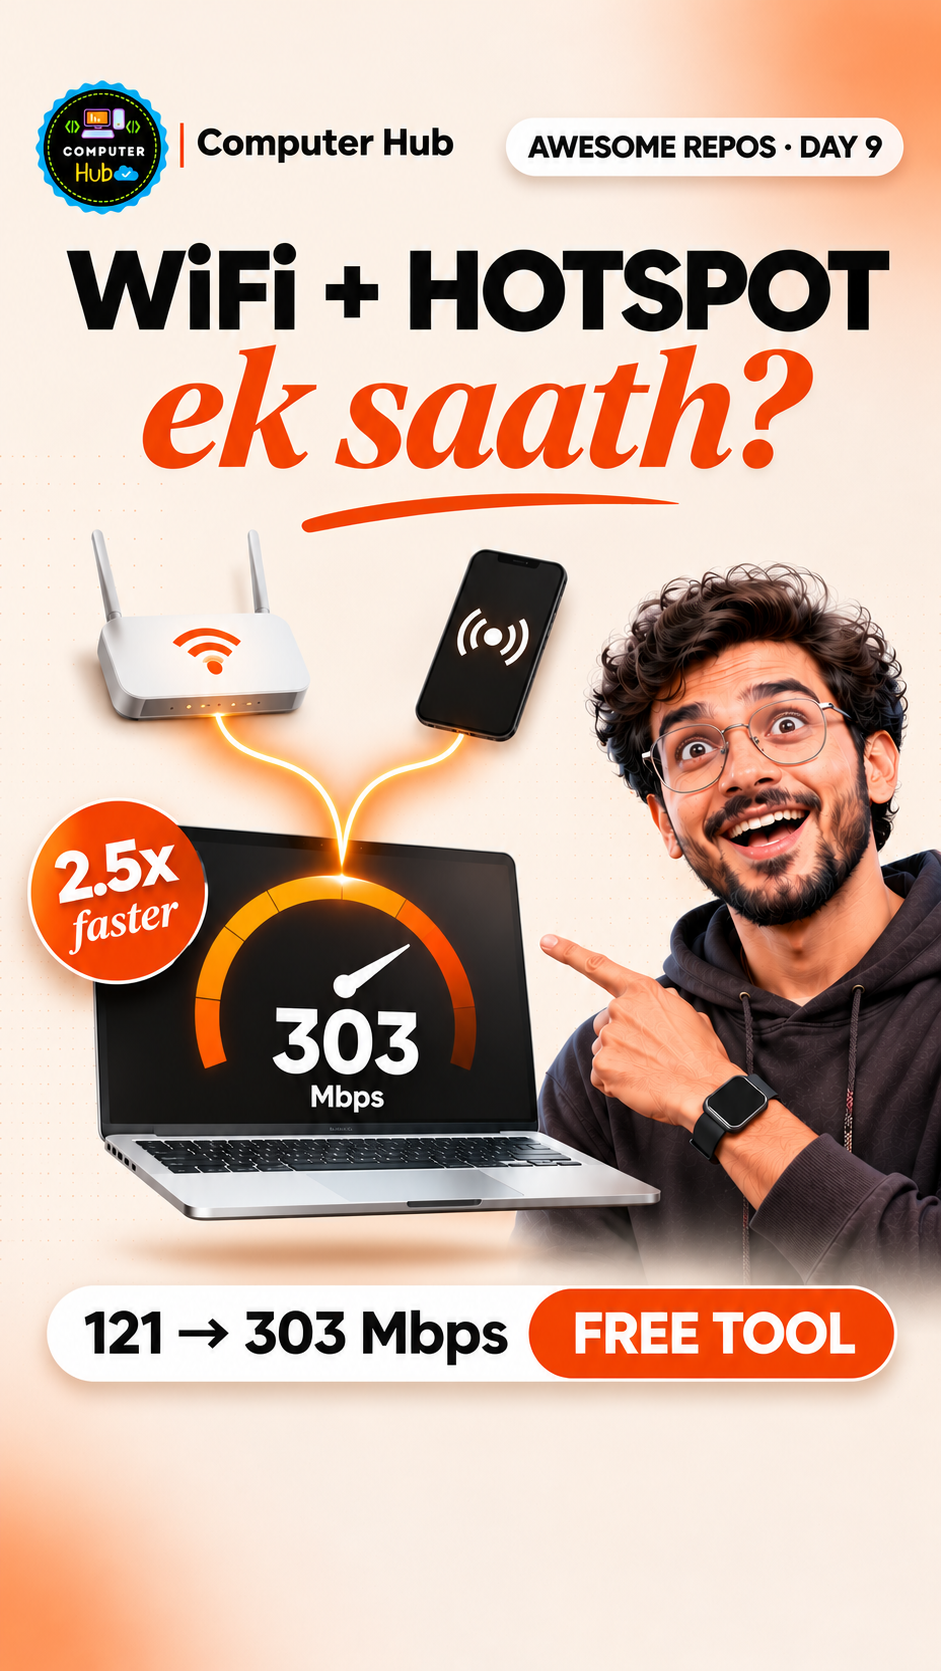 COMPUTER
Hub
Computer Hub
AWESOME REPOS · DAY 9
WiFi + HOTSPOT
ek saath?
2.5x
faster
303
Mbps
121 → 303 Mbps
FREE TOOL